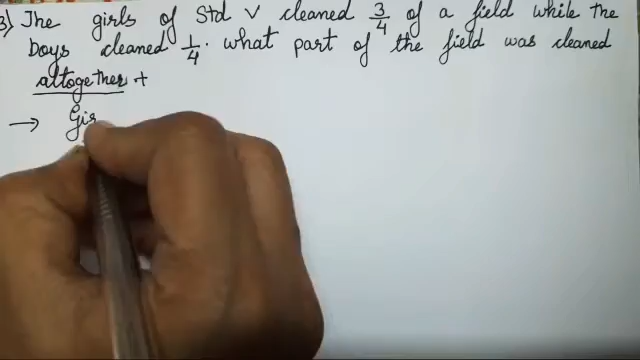 3) The girls of Std V cleaned 3/4 of a field while the
boys cleaned 1/4. what part of the field was cleaned
altogether +
→ Gir